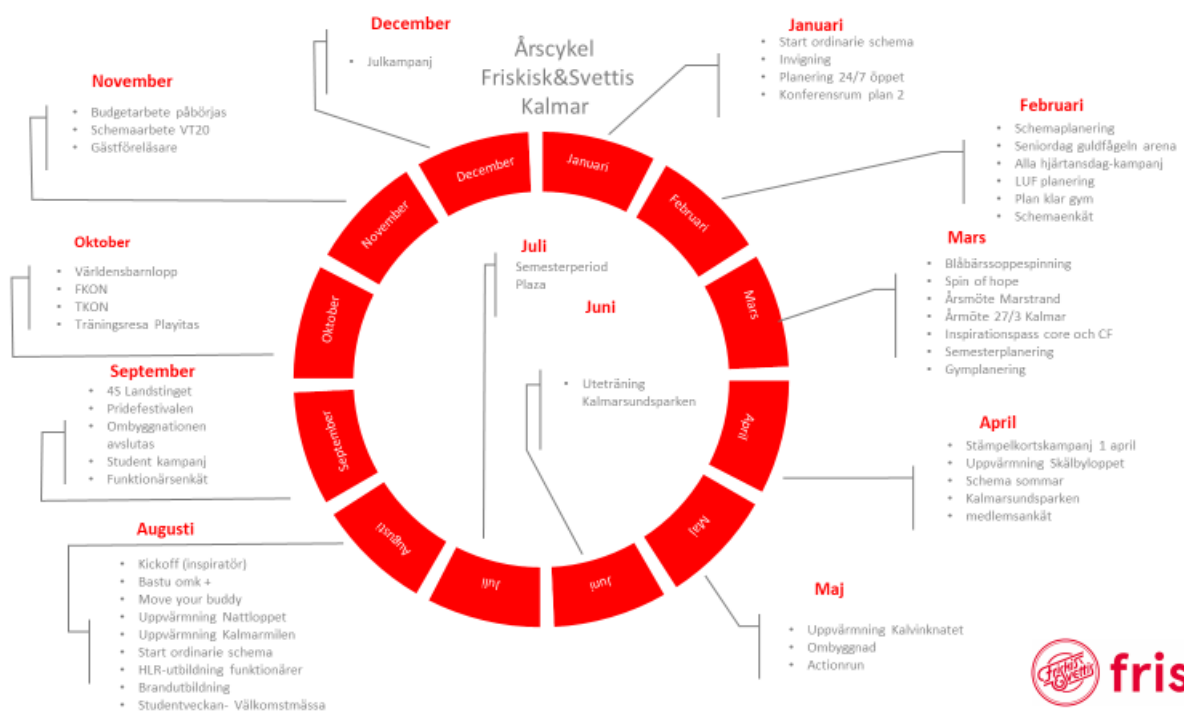 Årscykel
Friskisk&Svettis
Kalmar
Januari
Start ordinarie schema
Invigning
Planering 24/7 öppet
Konferensrum plan 2
Februari
Schemaplanering
Seniordag guldfågeln arena
Alla hjärtansdag-kampanj
LUF planering
Plan klar gym
Schemaenkät
Mars
Blåbärssoppespinning
Spin of hope
Årsmöte Marstrand
Årmöte 27/3 Kalmar
Inspirationspass core och CF
Semesterplanering
Gymplanering
April
Stämpelkortskampanj 1 april
Uppvärmning Skälbyloppet
Schema sommar
Kalmarsundsparken
medlemsankät
Maj
Uppvärmning Kalvinknatet
Ombyggnad
Actionrun
Juni
Uteträning
Kalmarsundsparken
Juli
Semesterperiod
Plaza
Augusti
Kickoff (inspiratör)
Bastu omk +
Move your buddy
Uppvärmning Nattloppet
Uppvärmning Kalmarmilen
Start ordinarie schema
HLR-utbildning funktionärer
Brandutbildning
Studentveckan- Välkomstmässa
September
45 Landstinget
Pridefestivalen
Ombyggnationen
avslutas
Student kampanj
Funktionärsenkät
Oktober
Världensbarnlopp
FKON
TKON
Träningsresa Playitas
November
Budgetarbete påbörjas
Schemaarbete VT20
Gästföreläsare
December
Julkampanj
Januari
Februari
Mars
April
Maj
Juni
Juli
Augusti
September
Oktober
November
December
Friskis
Svettis
fris